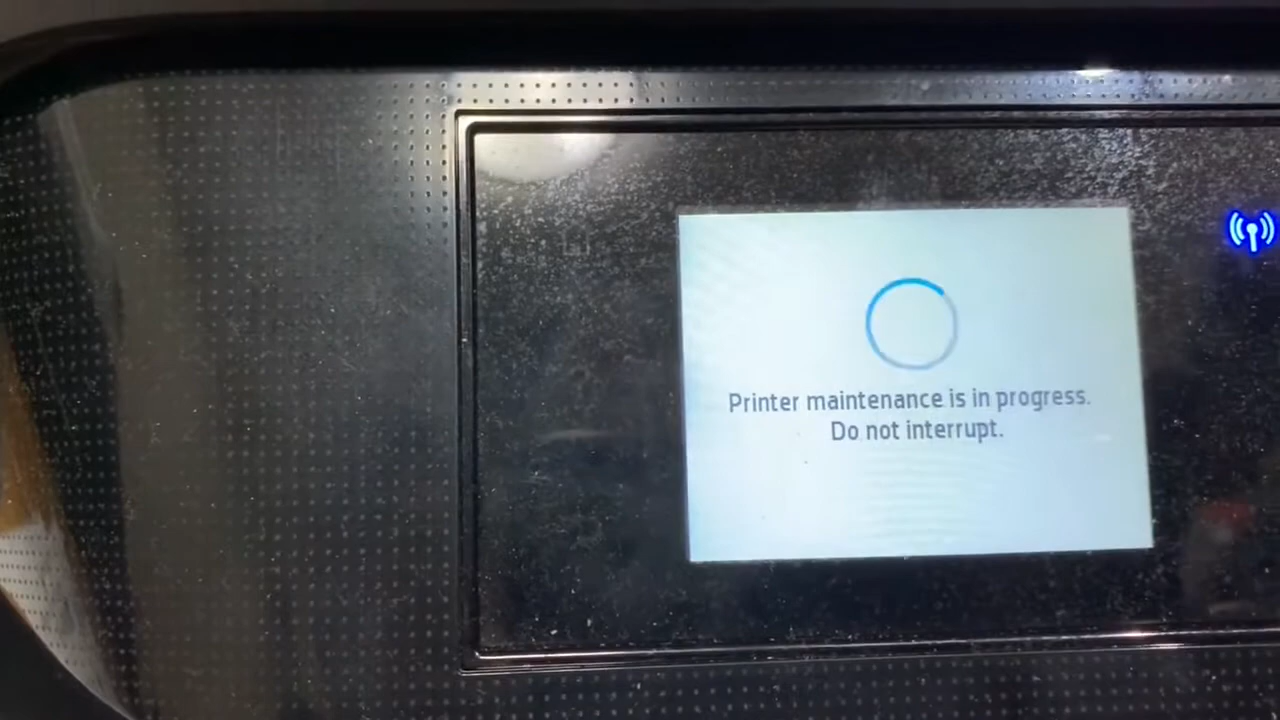 Printer maintenance is in progress.
Do not interrupt.